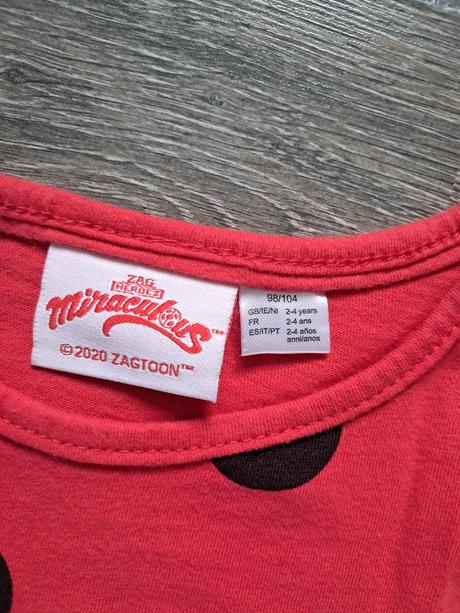 ZAG
HEROEZ
Miraculous™
© 2020 ZAGTOON™
98/104
GB/IE/NI 2-4 years
FR 2-4 ans
ES/IT/PT 2-4 años
anni/anos